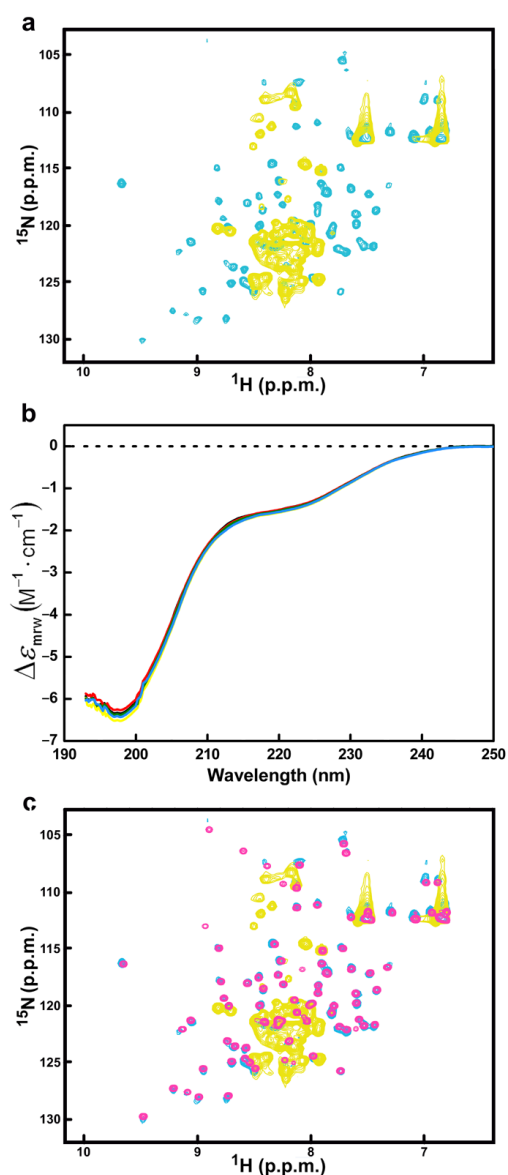 a
105
110
115
120
125
130
¹⁵N (p.p.m.)
10 9 8 7
¹H (p.p.m.)
b
0
−1
−2
−3
−4
−5
−6
−7
Δε mrw (M⁻¹ · cm⁻¹)
190 200 210 220 230 240 250
Wavelength (nm)
c
105
110
115
120
125
130
¹⁵N (p.p.m.)
10 9 8 7
¹H (p.p.m.)